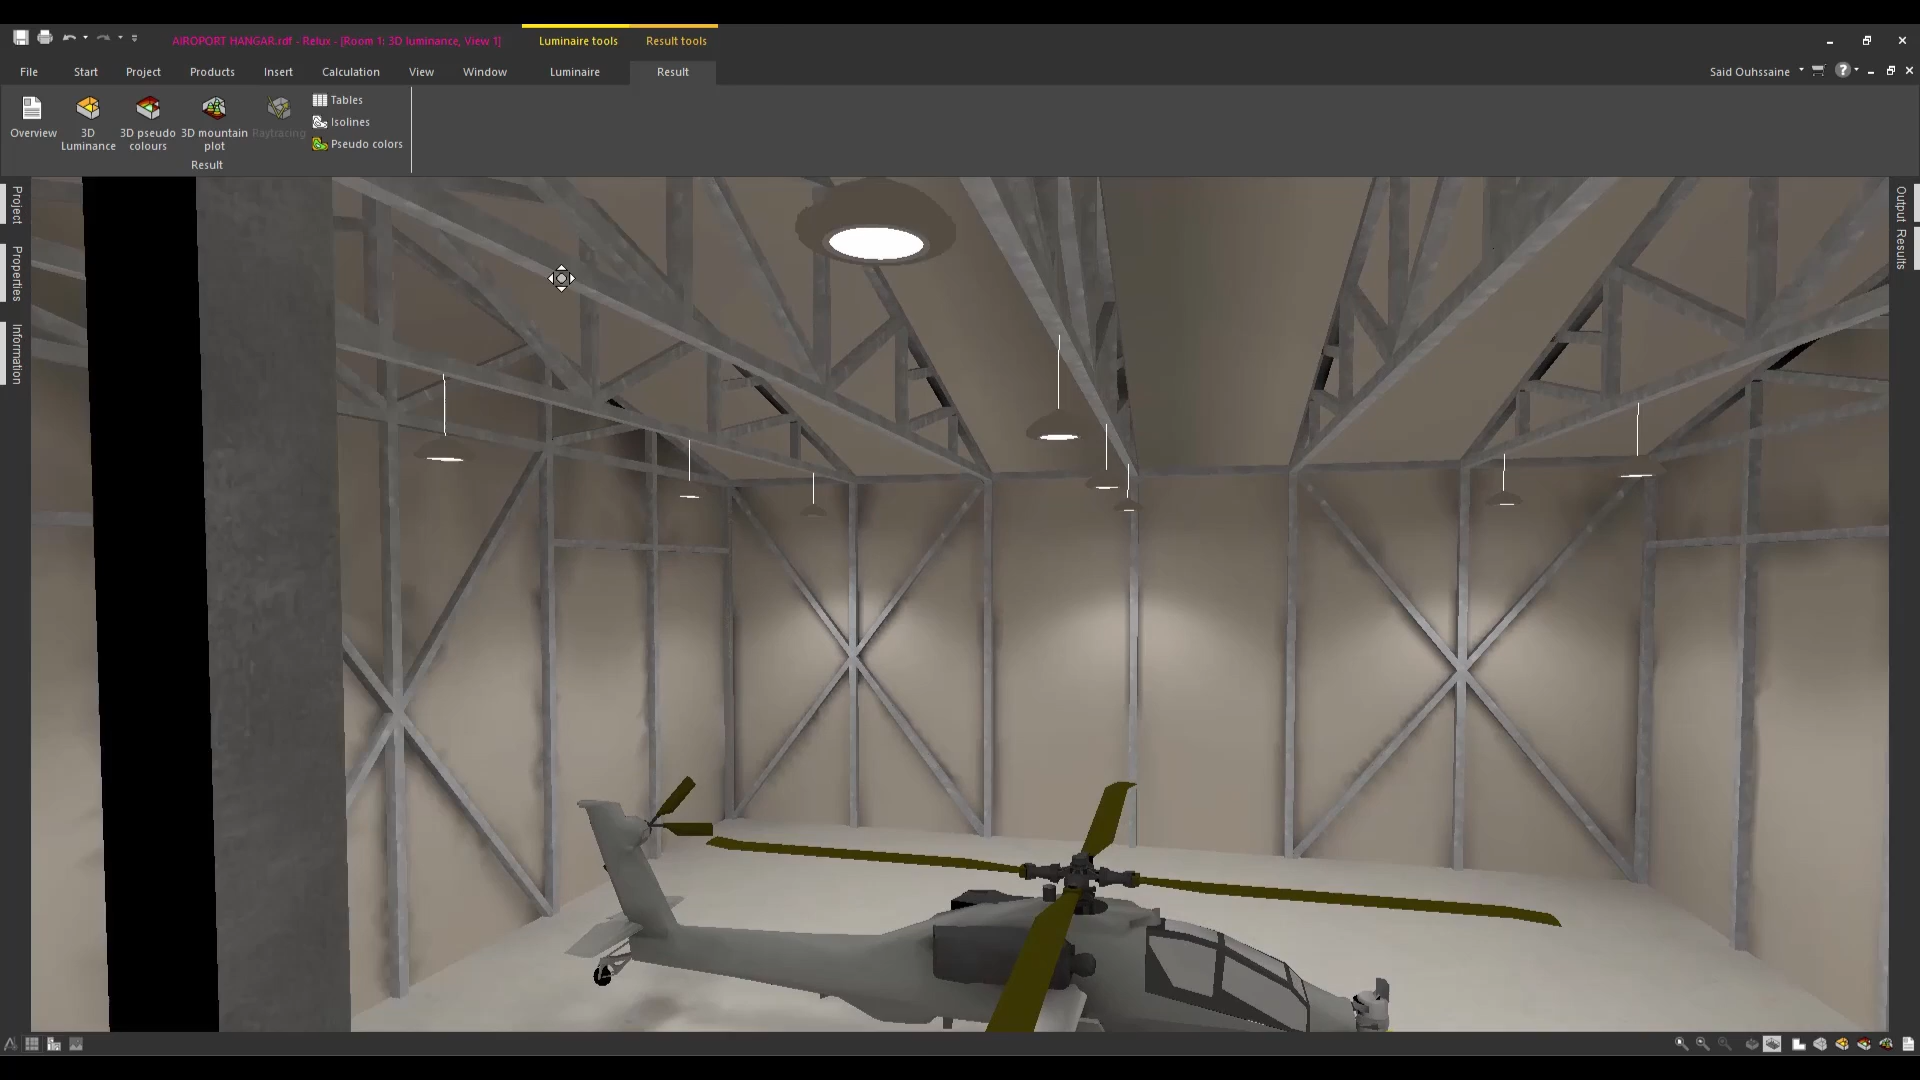 AIROPORT HANGAR.rdf - Relux - [Room 1: 3D luminance, View 1]
Luminaire tools
Result tools
File
Start
Project
Products
Insert
Calculation
View
Window
Luminaire
Result
Said Ouhssaine
Overview
3D Luminance
3D pseudo colours
3D mountain plot
Raytracing
Tables
Isolines
Pseudo colors
Result
Project
Properties
Information
Output
Results